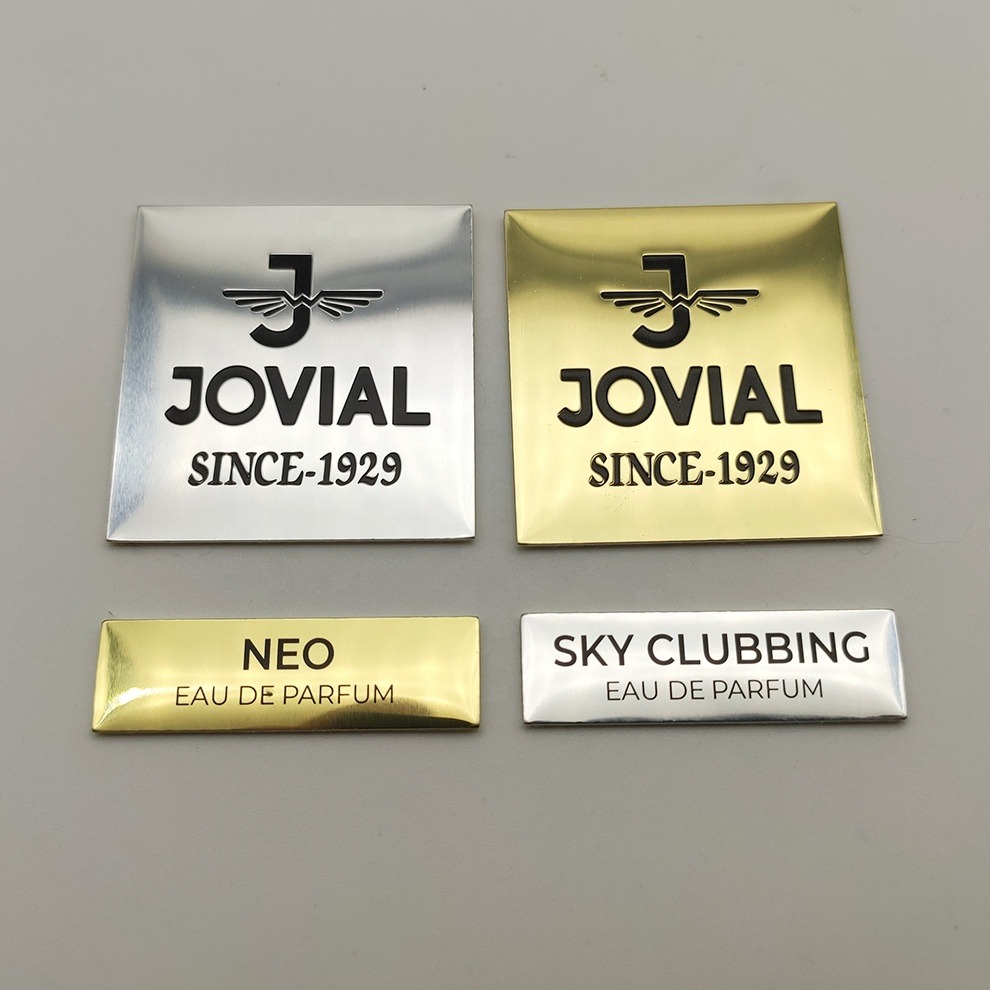 J
JOVIAL
SINCE-1929
J
JOVIAL
SINCE-1929
NEO
EAU DE PARFUM
SKY CLUBBING
EAU DE PARFUM